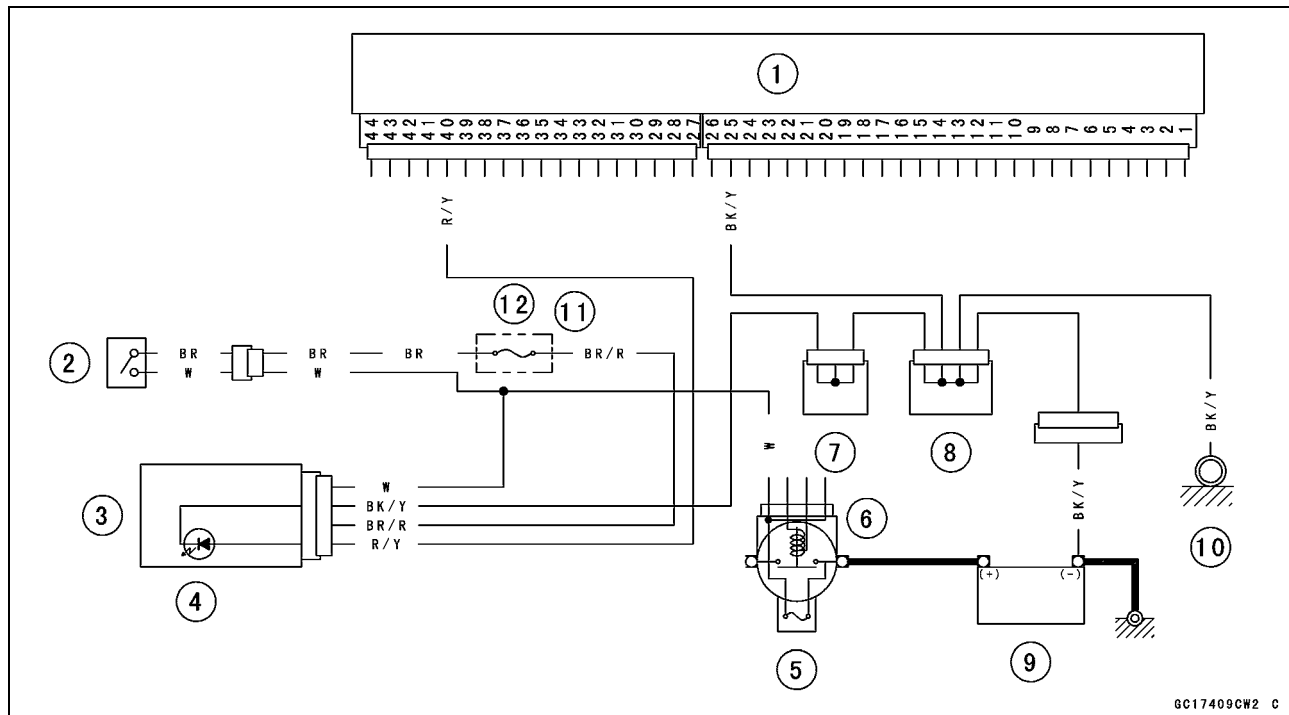 1
44 43 42 41 40 39 38 37 36 35 34 33 32 31 30 29 28 27 26 25 24 23 22 21 20 19 18 17 16 15 14 13 12 11 10 9 8 7 6 5 4 3 2 1
R/Y
BK/Y
12
11
2
BR
BR
BR
BR/R
W
W
BK/Y
W
7
8
3
W
BK/Y
BR/R
R/Y
6
BK/Y
10
4
(+)
(-)
5
9
GC17409CW2 C